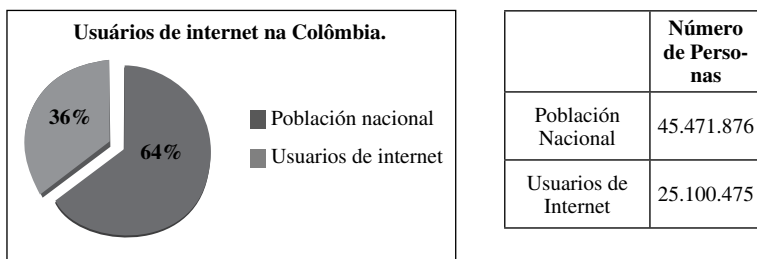 Usuários de internet na Colômbia.
36%
64%
Población nacional
Usuarios de internet
Número
de Perso-
nas
Población
Nacional
45.471.876
Usuarios de
Internet
25.100.475